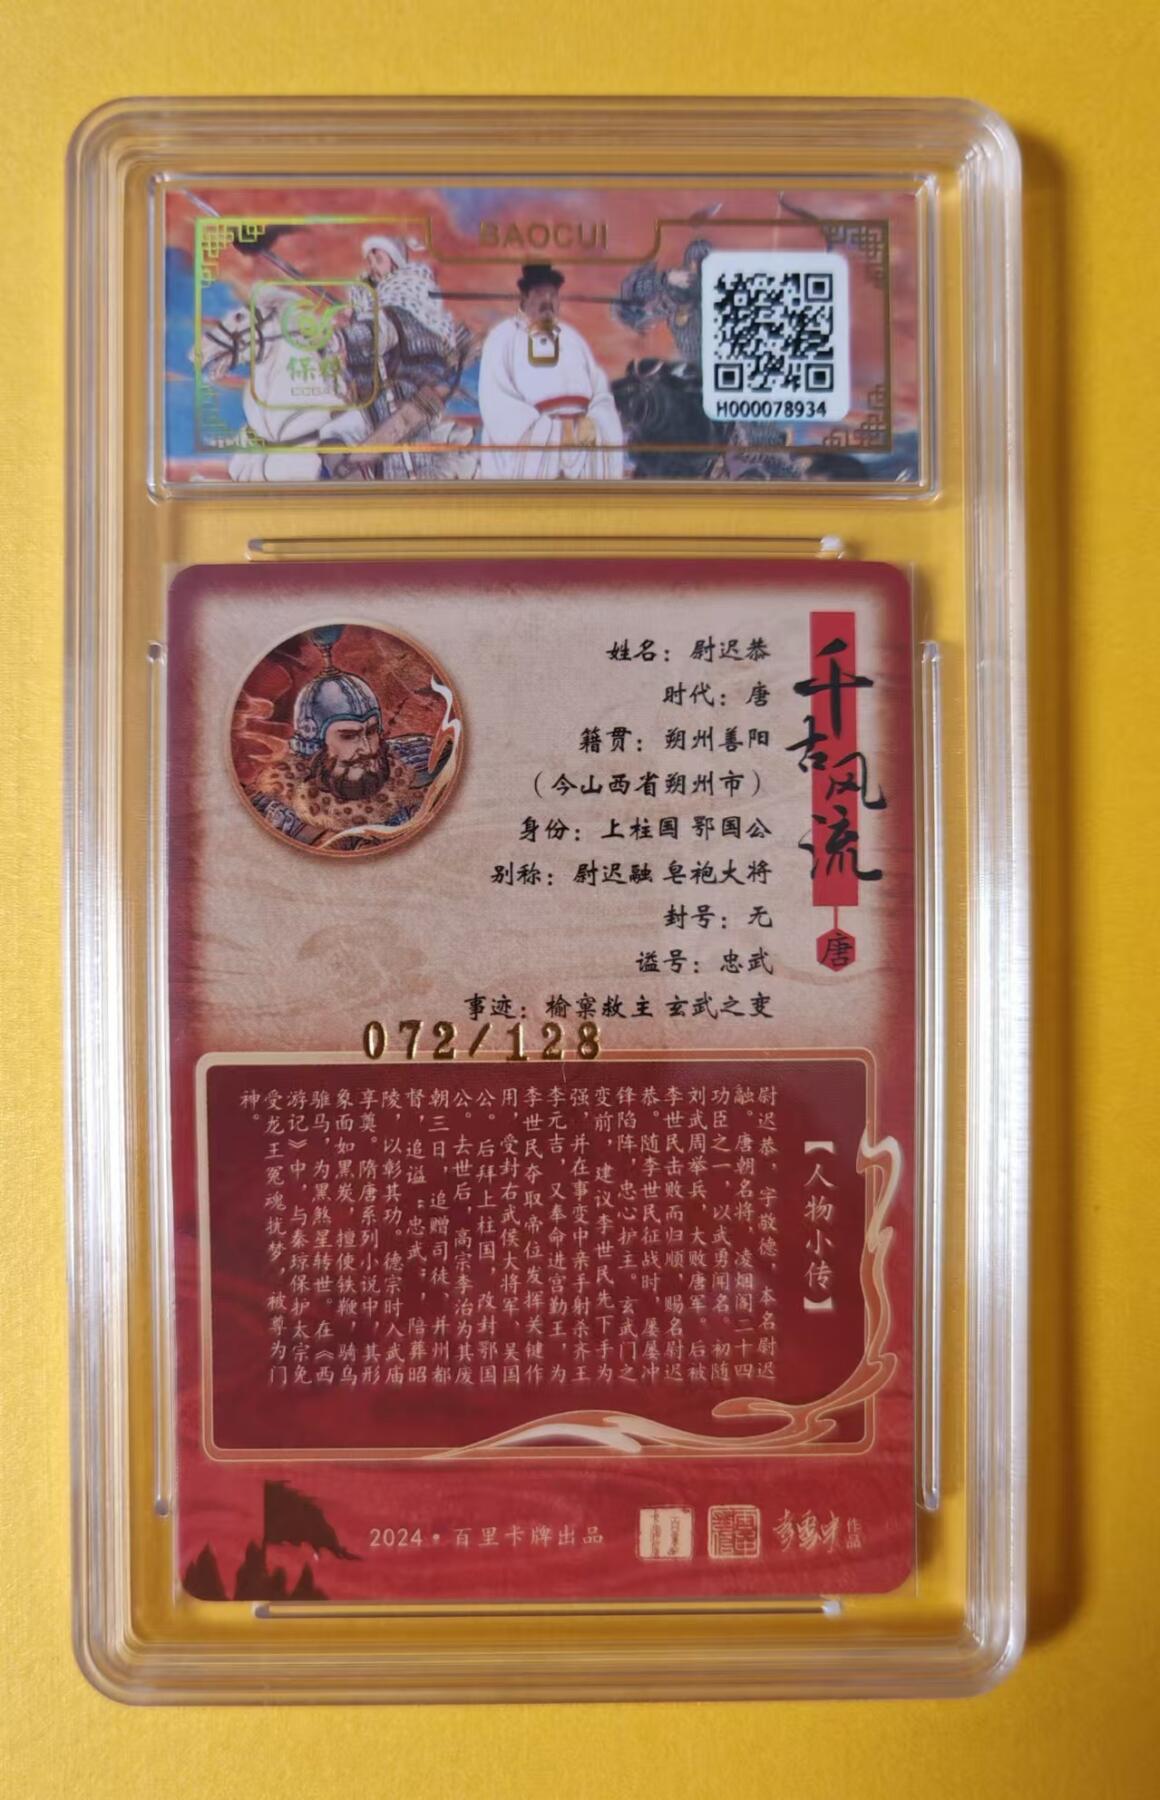 BAOCUI
保粹
H000078934
千古风流
唐
姓名：尉迟恭
时代：唐
籍贯：朔州善阳
（今山西省朔州市）
身份：上柱国 鄂国公
别称：尉迟融 皂袍大将
封号：无
谥号：忠武
事迹：榆窠救主 玄武之变
072/128
【人物小传】
尉迟恭，字敬德，本名尉迟
融。唐朝名将，凌烟阁二十四
功臣之一，以武勇闻名。初随
刘武周举兵，大败唐军。后被
李世民击败而归顺，赐名尉迟
恭。随李世民征战时，屡屡冲
锋陷阵，忠心护主。玄武门之
变前，建议李世民先下手为
强，并在事变中亲手射杀齐王
李元吉，又奉命进宫勤王，为
李世民夺取帝位发挥关键作
用，受封右武侯大将军、吴国
公。后拜上柱国，改封鄂国
公。去世后，高宗李治为其废
朝三日，追赠司徒、并州都
督，追谥“忠武”，陪葬昭
陵，以彰其功。德宗时入武庙
享奠。隋唐系列小说中，其形
象面如黑炭，擅使铁鞭，骑乌
骓马，为黑煞星转世。在《西
游记》中，与秦琼保护太宗免
受龙王冤魂扰梦，被尊为门
神。
2024·百里卡牌出品
作品